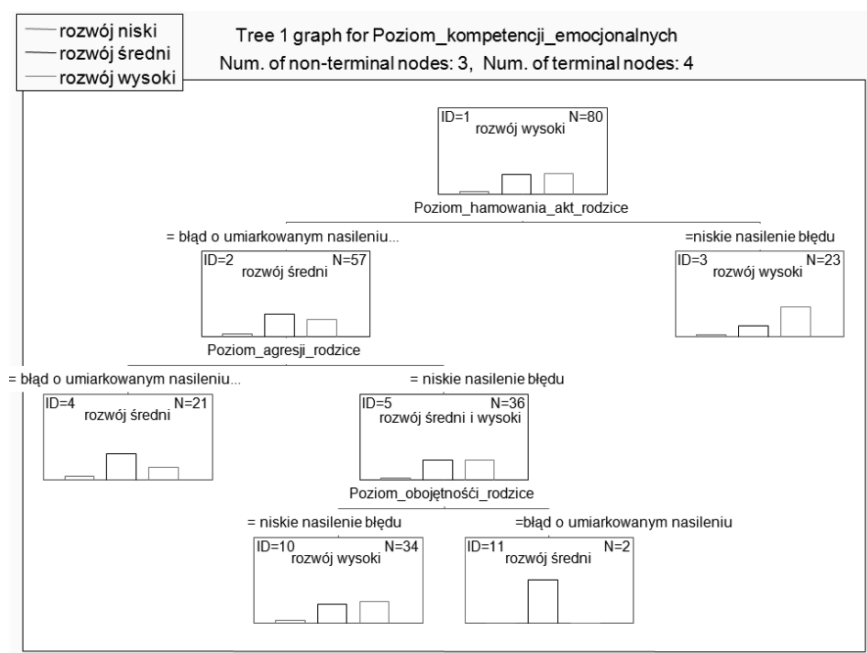 rozwój niski
rozwój średni
rozwój wysoki
Tree 1 graph for Poziom_kompetencji_emocjonalnych
Num. of non-terminal nodes: 3, Num. of terminal nodes: 4
ID=1 N=80
rozwój wysoki
Poziom_hamowania_akt_rodzice
= błąd o umiarkowanym nasileniu... =niskie nasilenie błędu
ID=2 N=57 ID=3 N=23
rozwój średni rozwój wysoki
Poziom_agresji_rodzice
= błąd o umiarkowanym nasileniu... = niskie nasilenie błędu
ID=4 N=21 ID=5 N=36
rozwój średni rozwój średni i wysoki
Poziom_obojętnośći_rodzice
= niskie nasilenie błędu =błąd o umiarkowanym nasileniu
ID=10 N=34 ID=11 N=2
rozwój wysoki rozwój średni